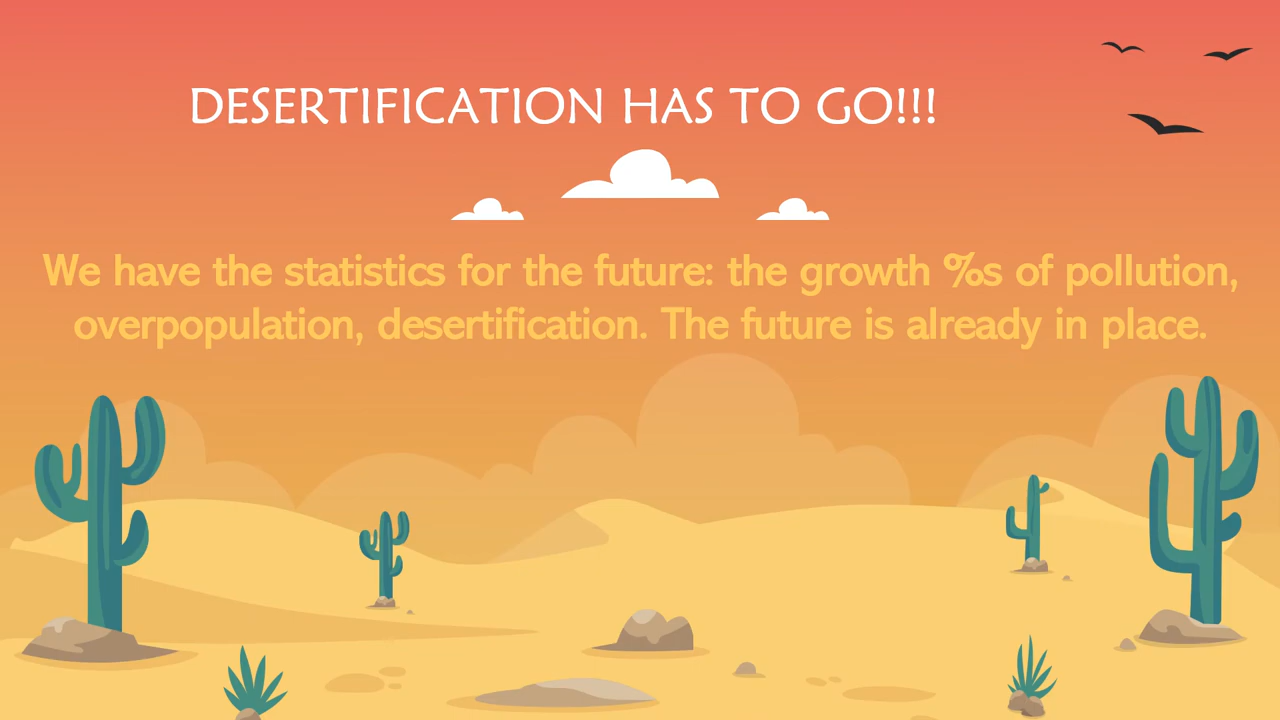 DESERTIFICATION HAS TO GO!!!
We have the statistics for the future: the growth %s of pollution,
overpopulation, desertification. The future is already in place.